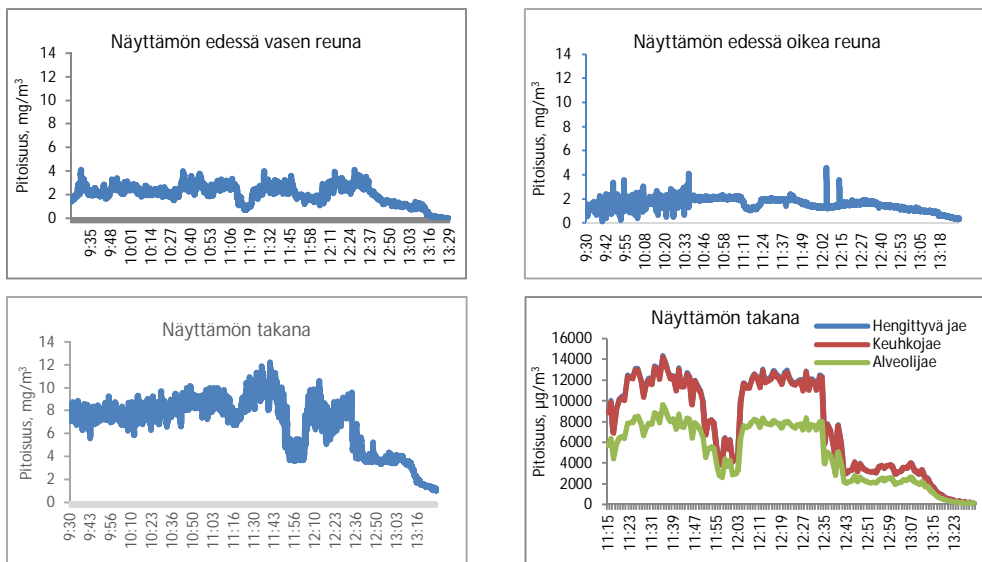 Näyttämön edessä vasen reuna
Pitoisuus, mg/m³
14
12
10
8
6
4
2
0
9:35 9:48 10:01 10:14 10:27 10:40 10:53 11:06 11:19 11:32 11:45 11:58 12:11 12:24 12:37 12:50 13:03 13:16 13:29
Näyttämön edessä oikea reuna
Pitoisuus, mg/m³
14
12
10
8
6
4
2
0
9:30 9:42 9:55 10:08 10:20 10:33 10:46 10:58 11:11 11:24 11:37 11:49 12:02 12:15 12:27 12:40 12:53 13:05 13:18
Näyttämön takana
Pitoisuus, mg/m³
14
12
10
8
6
4
2
0
9:30 9:43 9:56 10:10 10:23 10:36 10:50 11:03 11:16 11:30 11:43 11:56 12:10 12:23 12:36 12:50 13:03 13:16
Näyttämön takana
Hengittyvä jae
Keuhkojae
Alveolijae
Pitoisuus, µg/m³
16000
14000
12000
10000
8000
6000
4000
2000
0
11:15 11:23 11:31 11:39 11:47 11:55 12:03 12:11 12:19 12:27 12:35 12:43 12:51 12:59 13:07 13:15 13:23